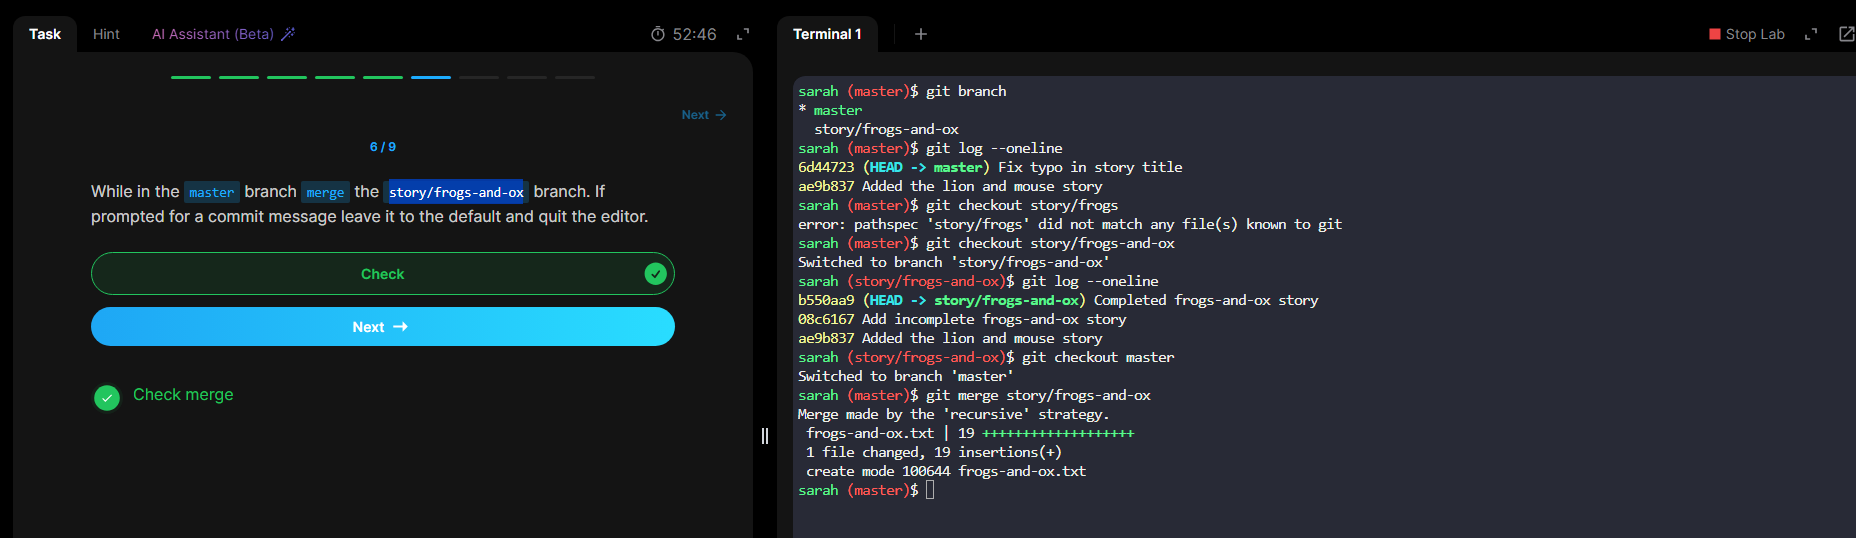 Task Hint AI Assistant (Beta) 52:46
Next →
6 / 9
While in the master branch merge the story/frogs-and-ox branch. If
prompted for a commit message leave it to the default and quit the editor.
Check
Next →
Check merge
Terminal 1 + Stop Lab
sarah (master)$ git branch
* master
  story/frogs-and-ox
sarah (master)$ git log --oneline
6d44723 (HEAD -> master) Fix typo in story title
ae9b837 Added the lion and mouse story
sarah (master)$ git checkout story/frogs
error: pathspec 'story/frogs' did not match any file(s) known to git
sarah (master)$ git checkout story/frogs-and-ox
Switched to branch 'story/frogs-and-ox'
sarah (story/frogs-and-ox)$ git log --oneline
b550aa9 (HEAD -> story/frogs-and-ox) Completed frogs-and-ox story
08c6167 Add incomplete frogs-and-ox story
ae9b837 Added the lion and mouse story
sarah (story/frogs-and-ox)$ git checkout master
Switched to branch 'master'
sarah (master)$ git merge story/frogs-and-ox
Merge made by the 'recursive' strategy.
 frogs-and-ox.txt | 19 +++++++++++++++++++
 1 file changed, 19 insertions(+)
 create mode 100644 frogs-and-ox.txt
sarah (master)$